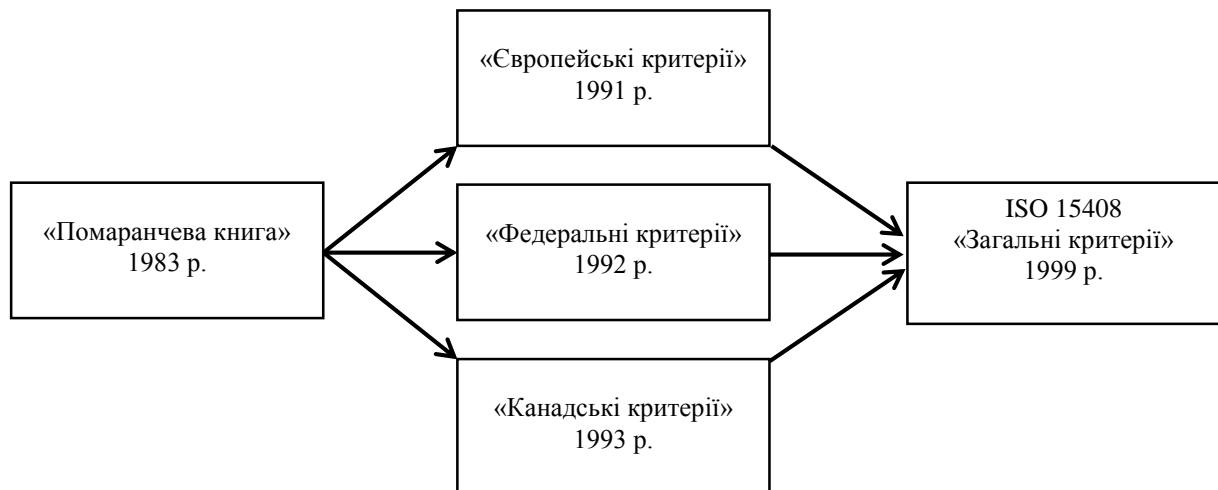 «Європейські критерії»
1991 р.
«Помаранчева книга»
1983 р.
«Федеральні критерії»
1992 р.
ISO 15408
«Загальні критерії»
1999 р.
«Канадські критерії»
1993 р.